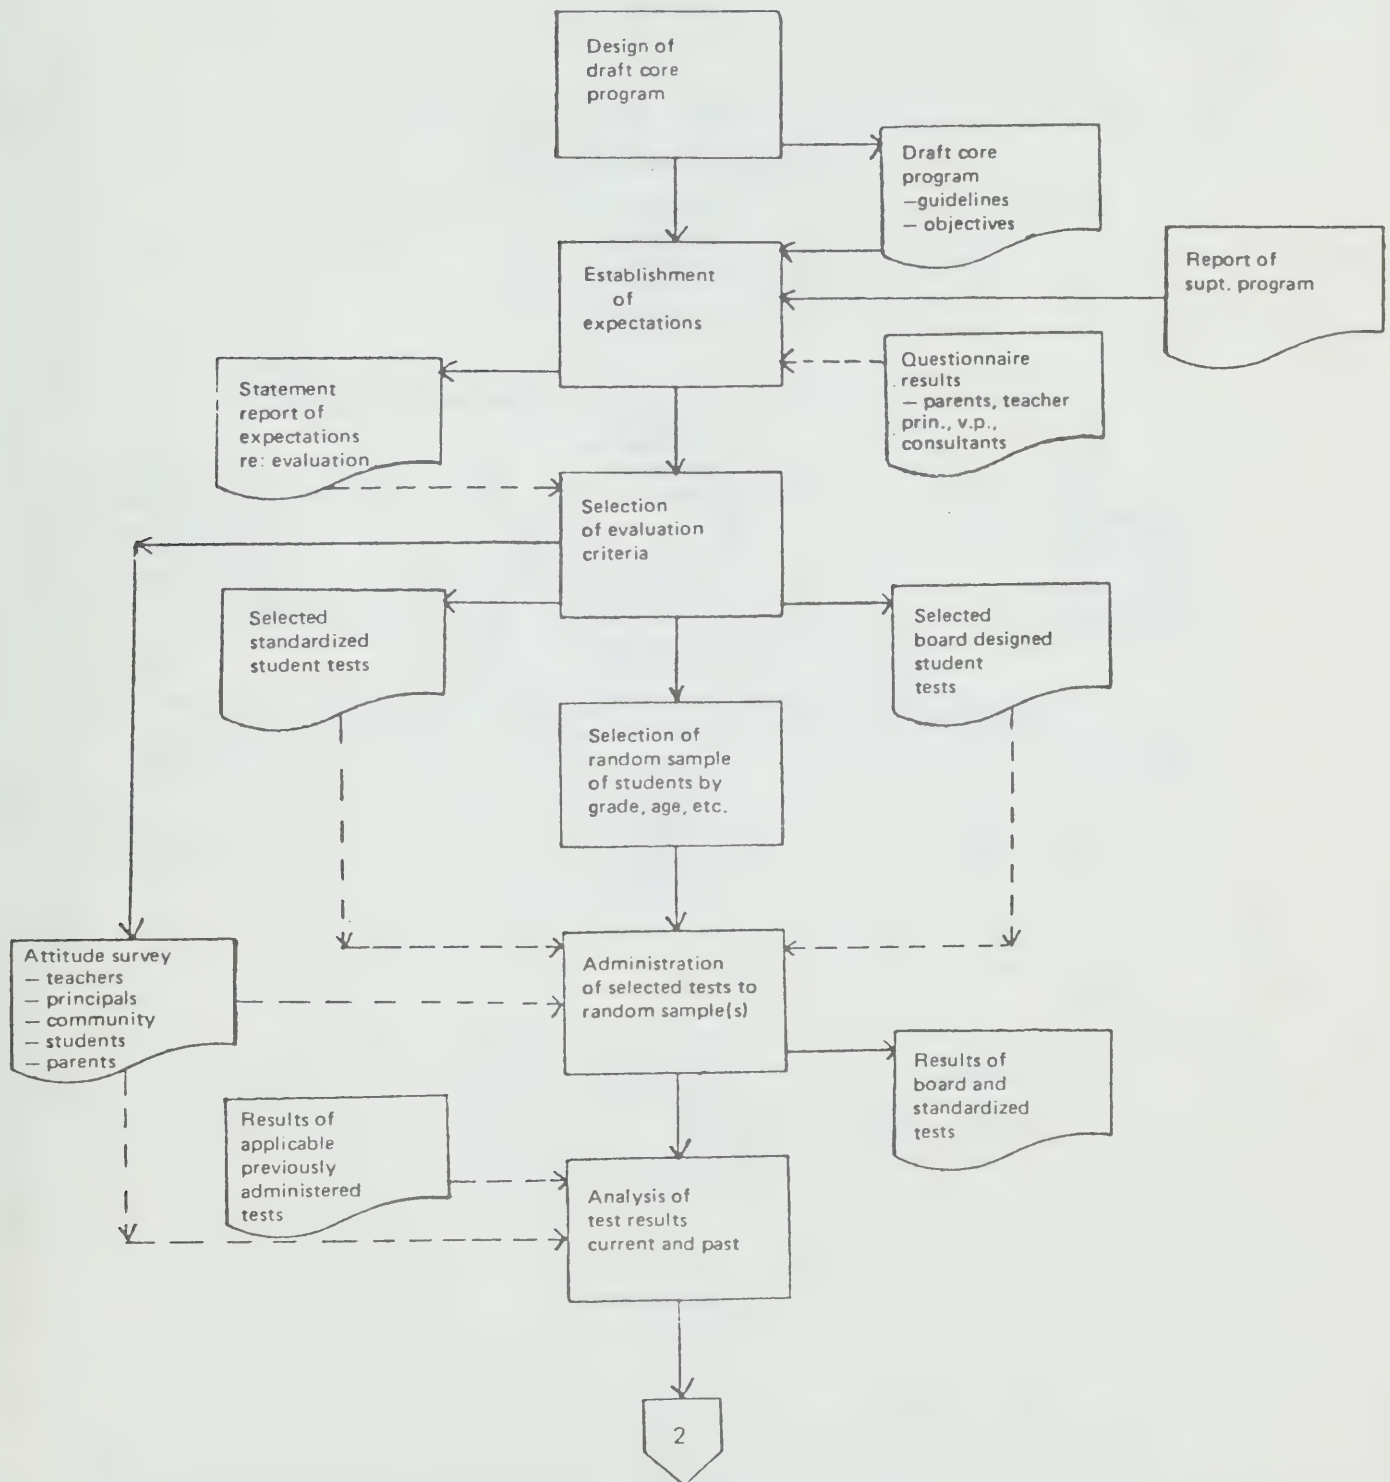 Design of
draft core
program
Draft core
program
—guidelines
— objectives
Establishment
of
expectations
Report of
supt. program
Statement
report of
expectations
re: evaluation
Questionnaire
results
— parents, teacher
prin., v.p.,
consultants
Selection
of evaluation
criteria
Selected
standardized
student tests
Selected
board designed
student
tests
Selection of
random sample
of students by
grade, age, etc.
Attitude survey
— teachers
— principals
— community
— students
— parents
Administration
of selected tests to
random sample(s)
Results of
board and
standardized
tests
Results of
applicable
previously
administered
tests
Analysis of
test results
current and past
2